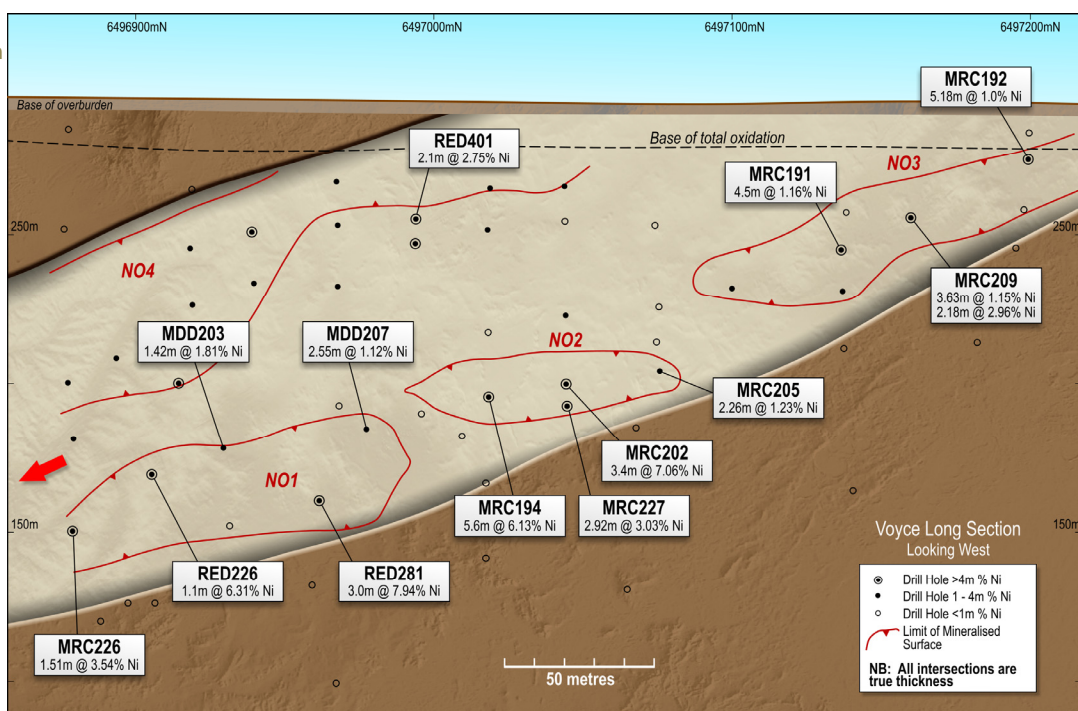 6496900mN
6497000mN
6497100mN
6497200mN
Base of overburden
MRC192
5.18m @ 1.0% Ni
RED401
2.1m @ 2.75% Ni
Base of total oxidation
NO3
MRC191
4.5m @ 1.16% Ni
250m
250m
NO4
MRC209
3.63m @ 1.15% Ni
2.18m @ 2.96% Ni
MDD203
1.42m @ 1.81% Ni
MDD207
2.55m @ 1.12% Ni
NO2
MRC205
2.26m @ 1.23% Ni
MRC202
3.4m @ 7.06% Ni
NO1
MRC194
5.6m @ 6.13% Ni
MRC227
2.92m @ 3.03% Ni
150m
150m
RED226
1.1m @ 6.31% Ni
RED281
3.0m @ 7.94% Ni
MRC226
1.51m @ 3.54% Ni
50 metres
Voyce Long Section
Looking West
Drill Hole >4m % Ni
Drill Hole 1 - 4m % Ni
Drill Hole <1m % Ni
Limit of Mineralised
Surface
NB: All intersections are
true thickness